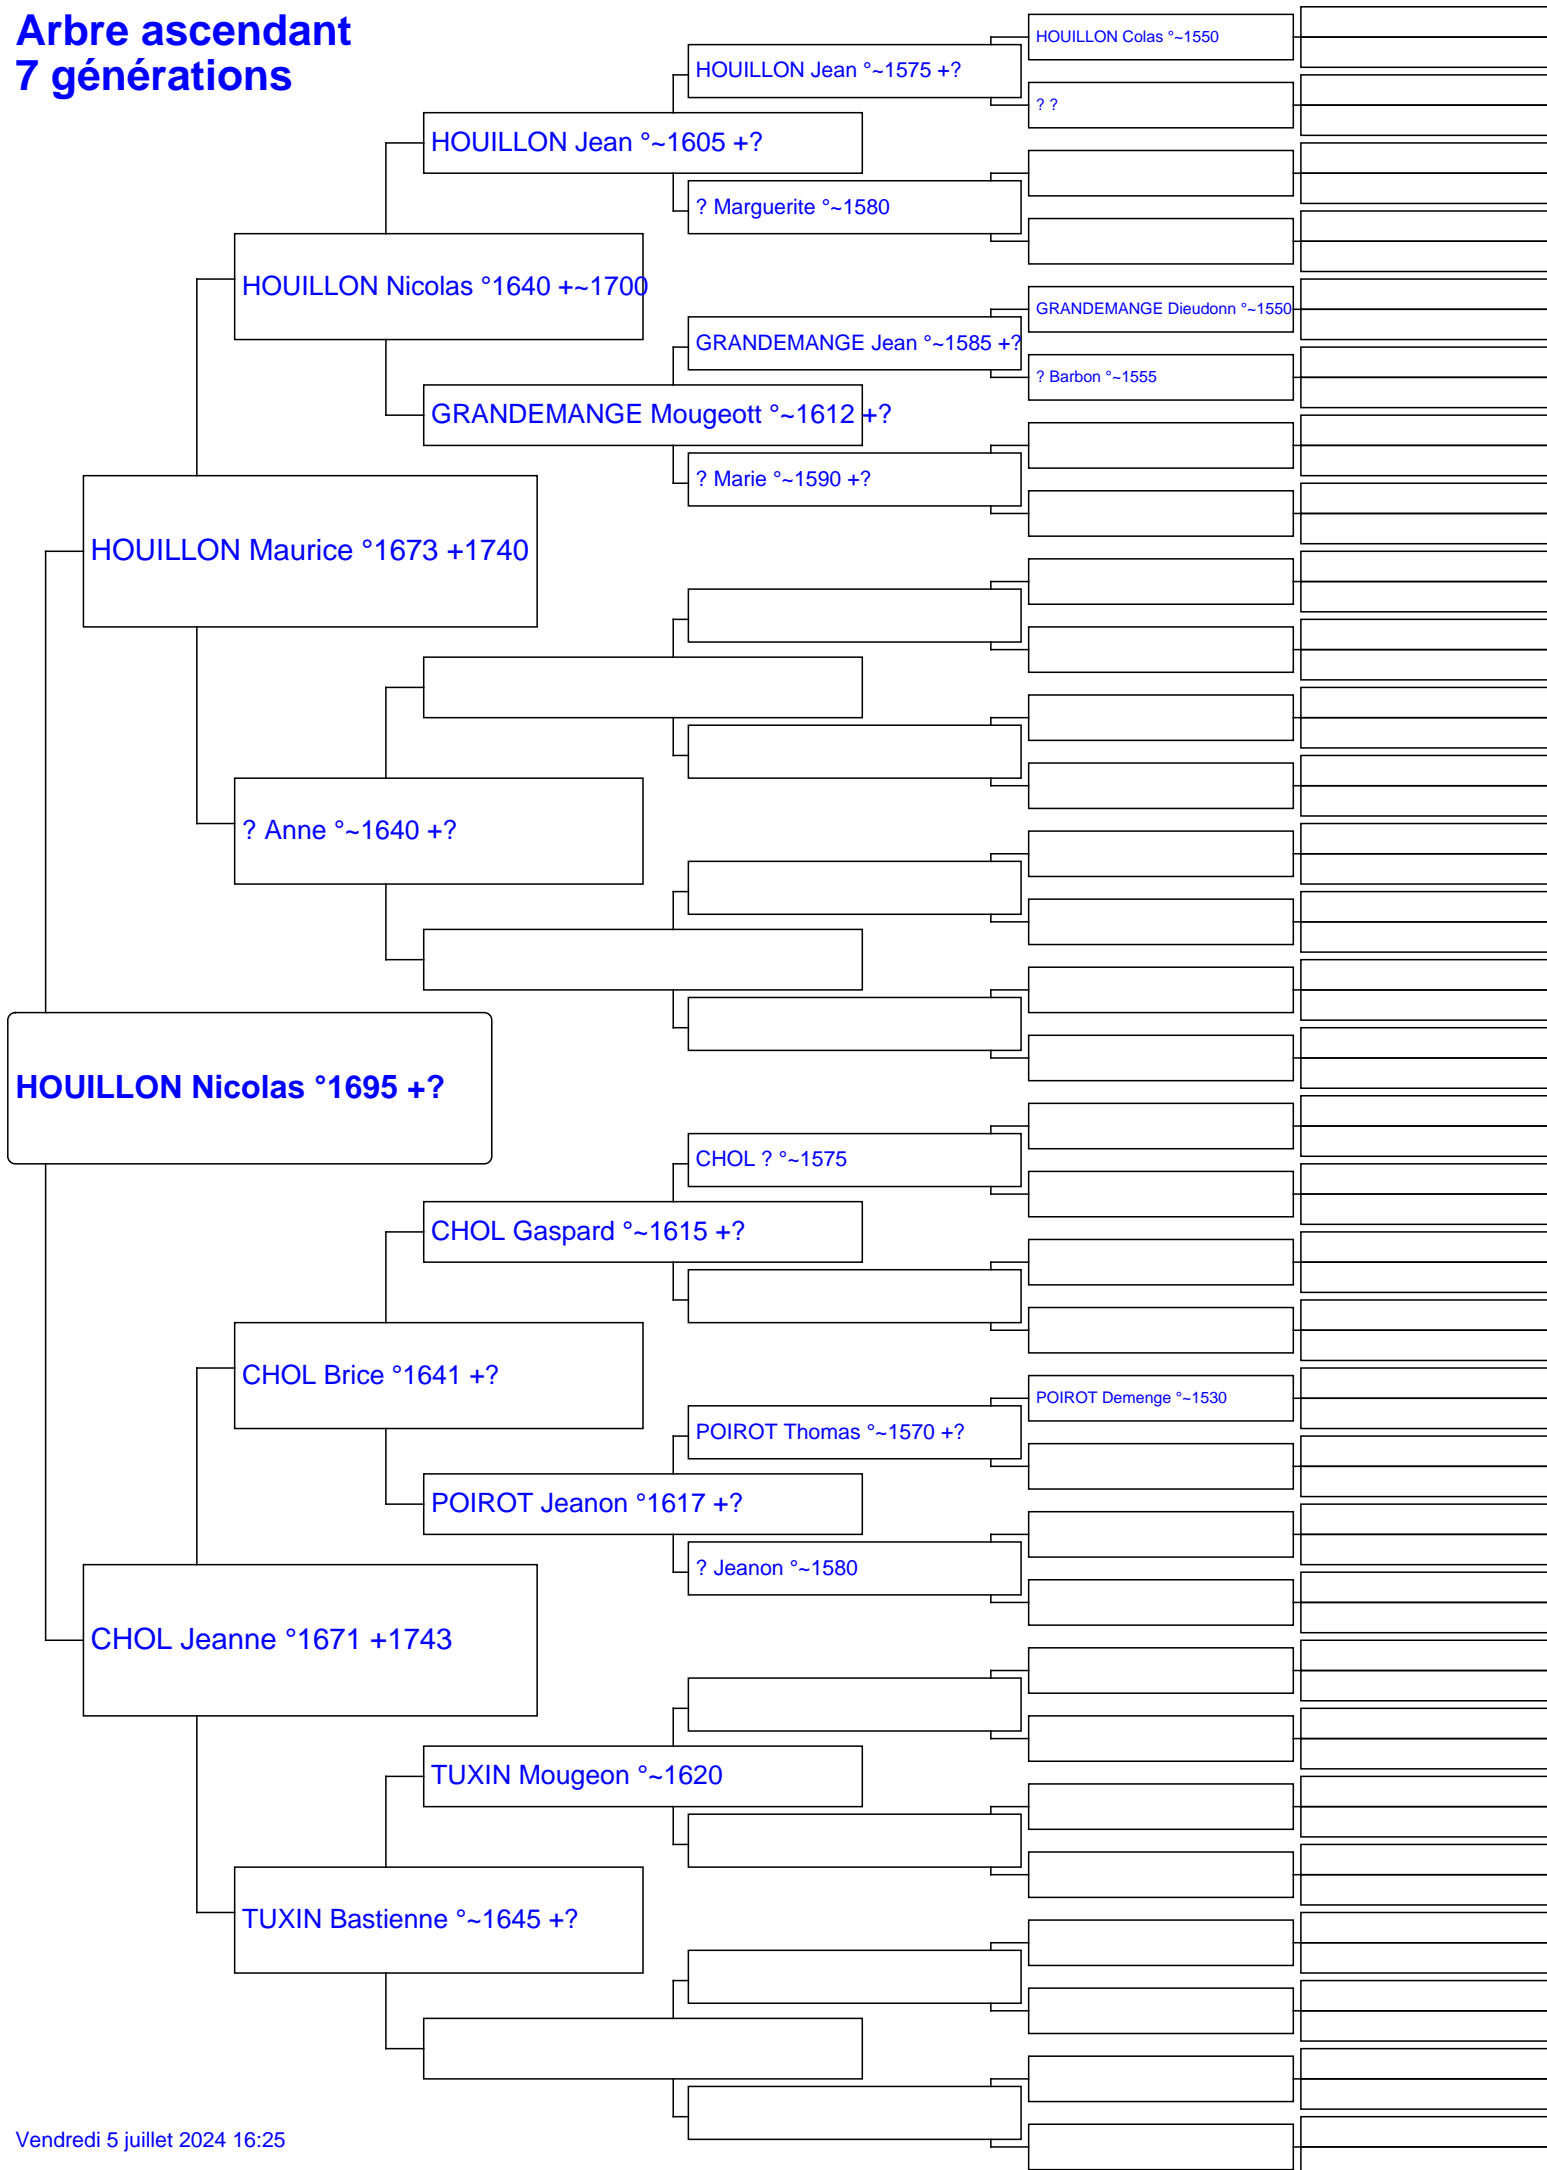 Arbre ascendant
7 générations
HOUILLON Colas °~1550
HOUILLON Jean °~1575 +?
? ?
HOUILLON Jean °~1605 +?
? Marguerite °~1580
HOUILLON Nicolas °1640 +~1700
GRANDEMANGE Dieudonn °~1550
GRANDEMANGE Jean °~1585 +?
? Barbon °~1555
GRANDEMANGE Mougeott °~1612 +?
? Marie °~1590 +?
HOUILLON Maurice °1673 +1740
? Anne °~1640 +?
HOUILLON Nicolas °1695 +?
CHOL ? °~1575
CHOL Gaspard °~1615 +?
CHOL Brice °1641 +?
POIROT Demenge °~1530
POIROT Thomas °~1570 +?
POIROT Jeanon °1617 +?
? Jeanon °~1580
CHOL Jeanne °1671 +1743
TUXIN Mougeon °~1620
TUXIN Bastienne °~1645 +?
Vendredi 5 juillet 2024 16:25